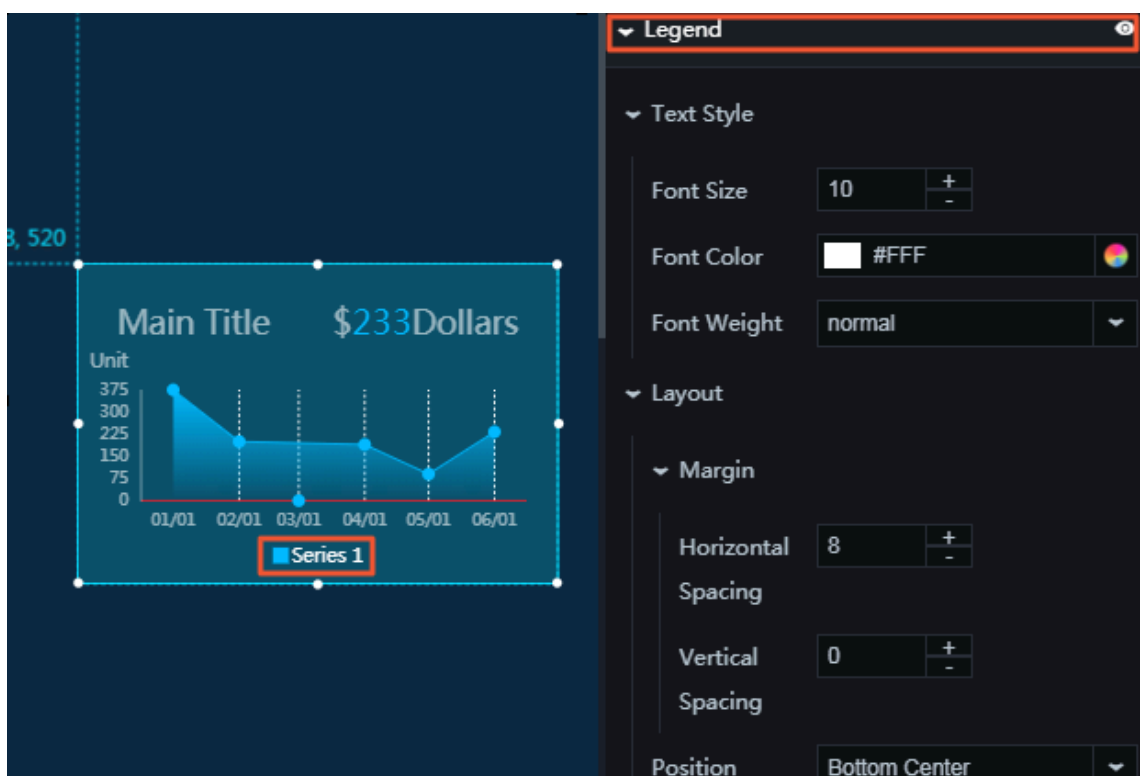 Legend
Text Style
Font Size 10 + -
Font Color #FFF
Font Weight normal
Layout
Margin
Horizontal Spacing 8 + -
Vertical Spacing 0 + -
Position Bottom Center
, 520
Main Title $233Dollars
Unit
375
300
225
150
75
0
01/01 02/01 03/01 04/01 05/01 06/01
Series 1